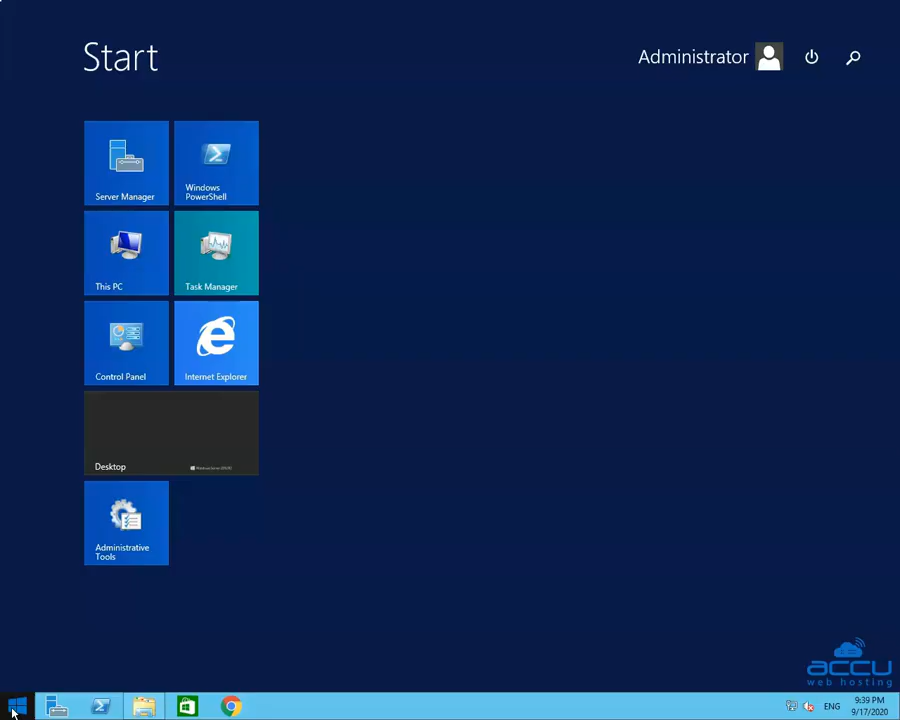 Start
Administrator
Server Manager
Windows
PowerShell
This PC
Task Manager
Control Panel
Internet Explorer
Desktop
Administrative
Tools
accu
web hosting
ENG
9:39 PM
9/17/2020